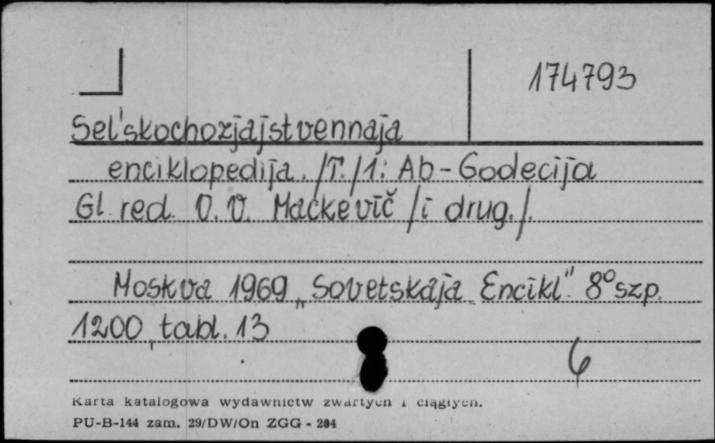 174793
Sel'skochozjajstvennaja
enciklopedija. /T./1: Ab-Godecija
Gl. red. V. V. Mackevič /i drug./.
Moskva 1969 „Sovetskaja Encikl." 8° szp.
1200, tabl. 13
6
Karta katalogowa wydawnictw zwartych i ciągłych.
PU-B-144 zam. 29/DW/On ZGG - 204